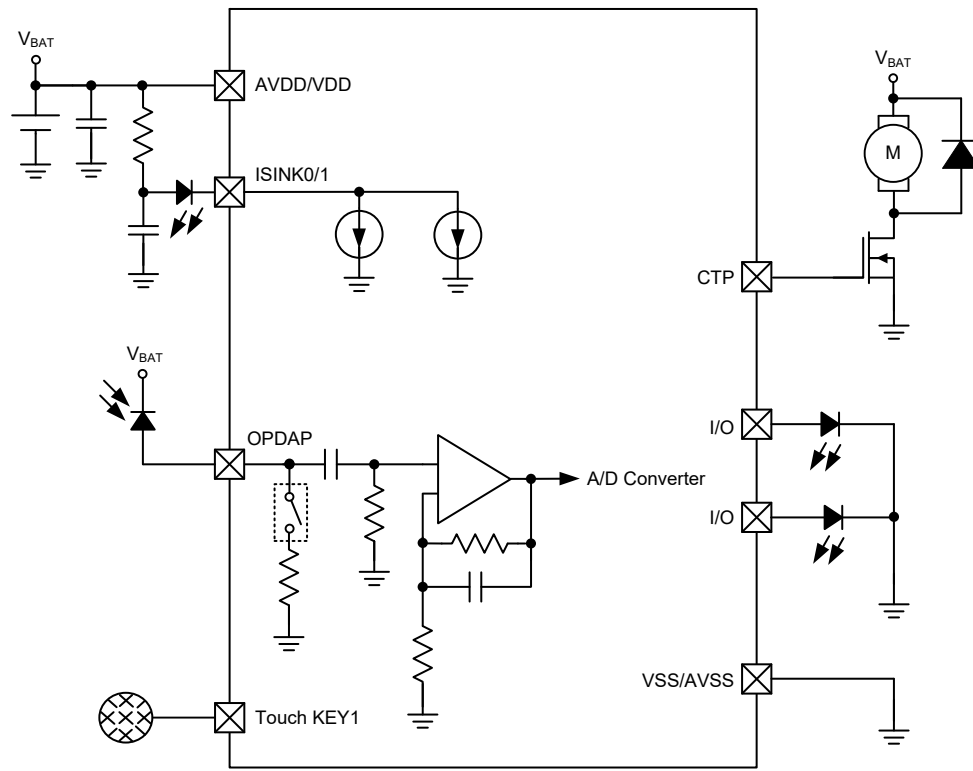 VBAT
AVDD/VDD
ISINK0/1
VBAT
M
CTP
VBAT
OPDAP
A/D Converter
I/O
I/O
VSS/AVSS
Touch KEY1